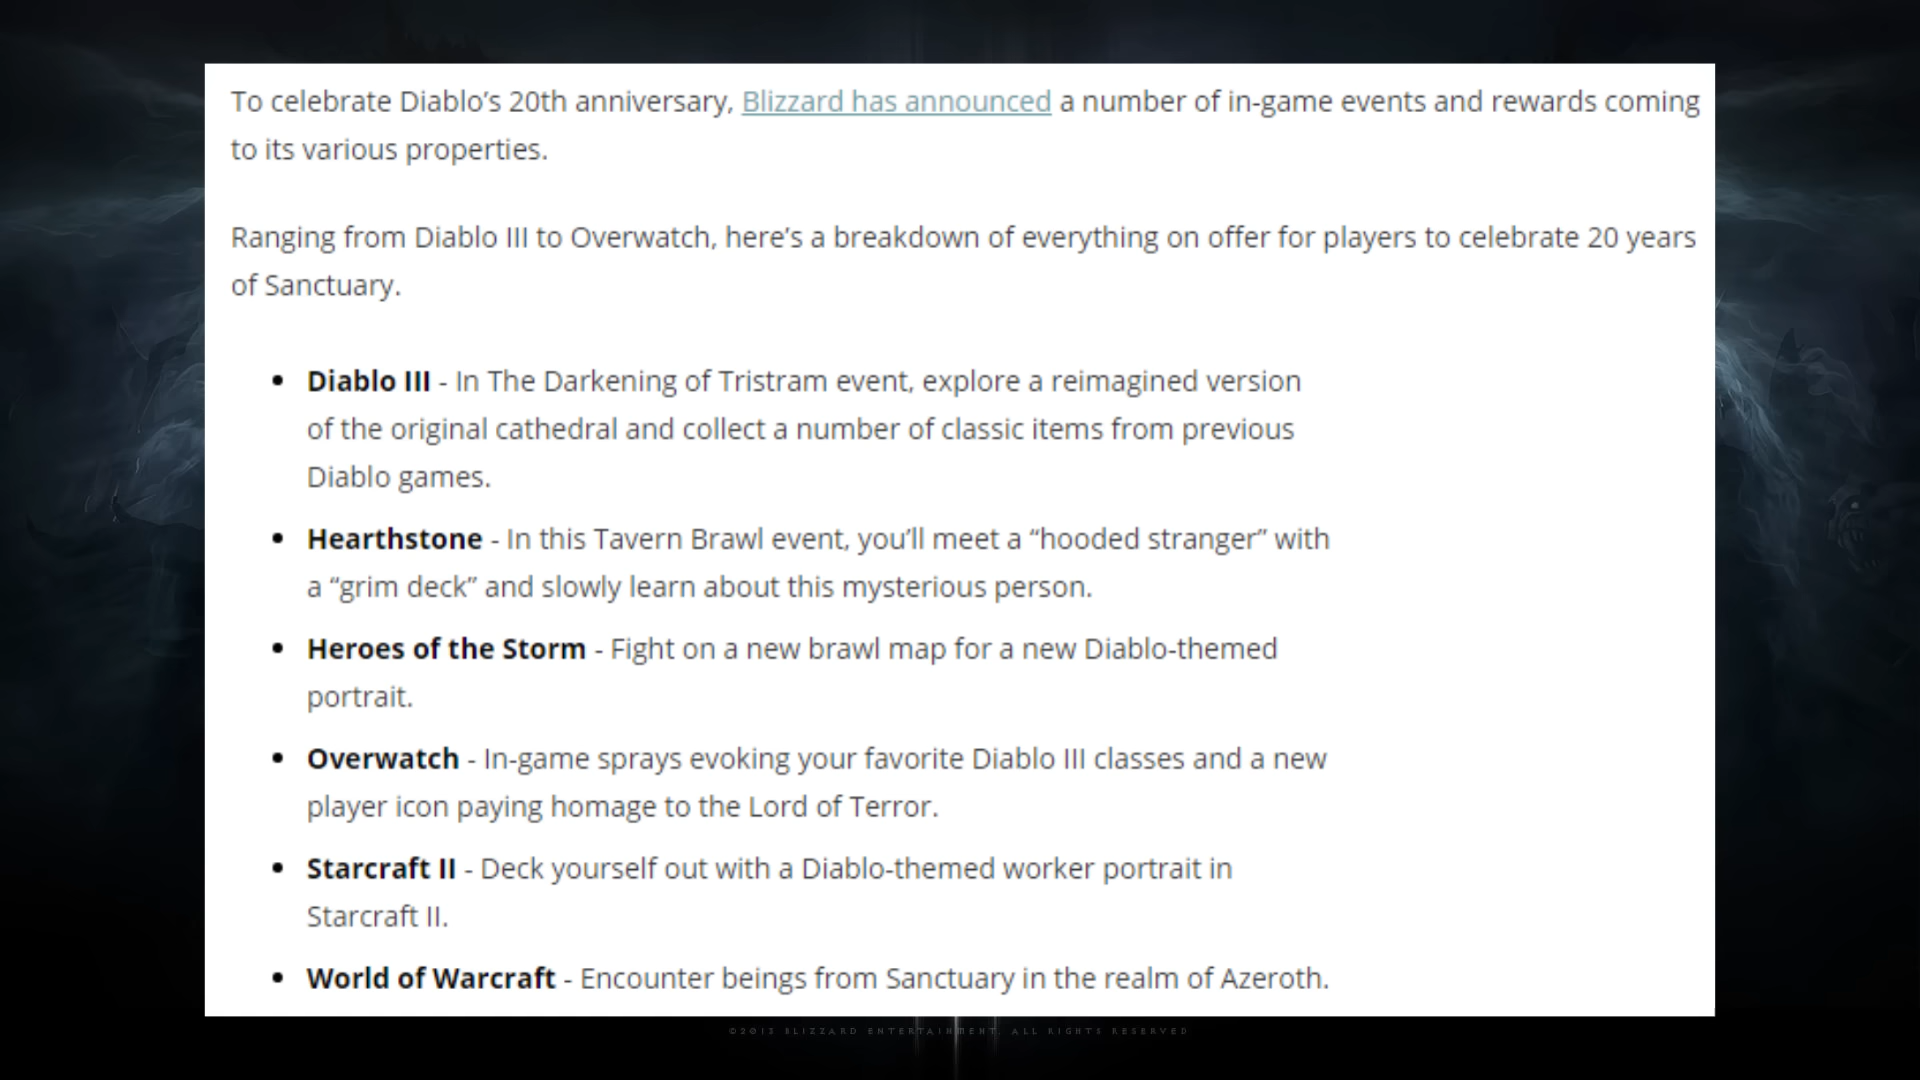 To celebrate Diablo’s 20th anniversary, Blizzard has announced a number of in-game events and rewards coming
to its various properties.
Ranging from Diablo III to Overwatch, here’s a breakdown of everything on offer for players to celebrate 20 years
of Sanctuary.
• Diablo III - In The Darkening of Tristram event, explore a reimagined version
of the original cathedral and collect a number of classic items from previous
Diablo games.
• Hearthstone - In this Tavern Brawl event, you’ll meet a “hooded stranger” with
a “grim deck” and slowly learn about this mysterious person.
• Heroes of the Storm - Fight on a new brawl map for a new Diablo-themed
portrait.
• Overwatch - In-game sprays evoking your favorite Diablo III classes and a new
player icon paying homage to the Lord of Terror.
• Starcraft II - Deck yourself out with a Diablo-themed worker portrait in
Starcraft II.
• World of Warcraft - Encounter beings from Sanctuary in the realm of Azeroth.
©2013 BLIZZARD ENTERTAINMENT. ALL RIGHTS RESERVED